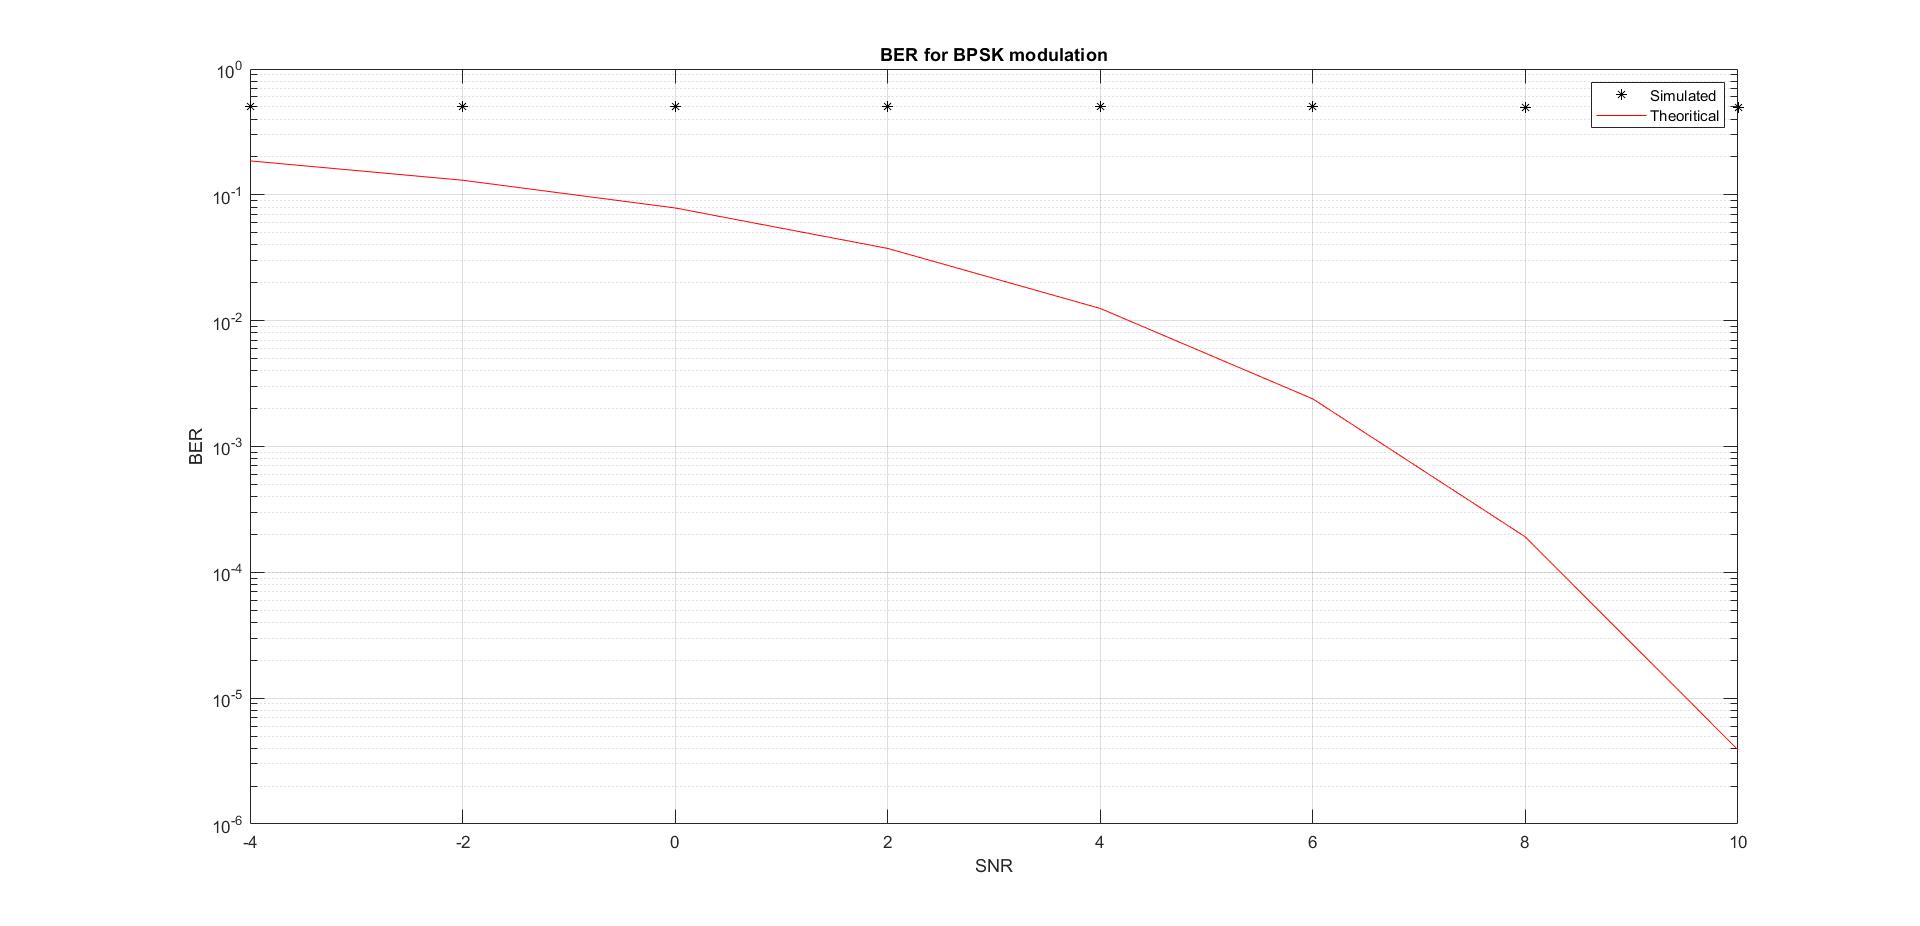 BER for BPSK modulation
10^0
10^-1
10^-2
10^-3
10^-4
10^-5
10^-6
BER
-4 -2 0 2 4 6 8 10
SNR
Simulated
Theoritical